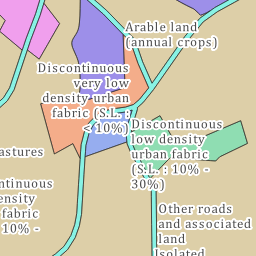 Arable land
(annual crops)
Discontinuous
very low
density urban
fabric (S.L. :
< 10%)
Discontinuous
low density
urban fabric
(S.L. : 10% -
30%)
astures
ntinuous
density
fabric
10% -
Other roads
and associated
land
Isolated